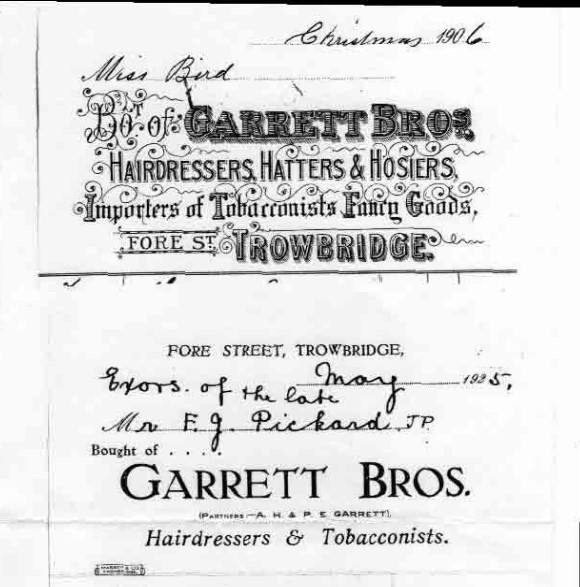 Christmas 1906
Miss Bird
Bot. of GARRETT BROS.
HAIRDRESSERS, HATTERS & HOSIERS,
Importers of Tobacconists Fancy Goods,
FORE ST. TROWBRIDGE.
FORE STREET, TROWBRIDGE,
May 1925,
Exors. of the late
Mr F. J. Pickard, JP.
Bought of . . . .
GARRETT BROS.
(PARTNERS:—A. H. & P. E. GARRETT).
Hairdressers & Tobacconists.